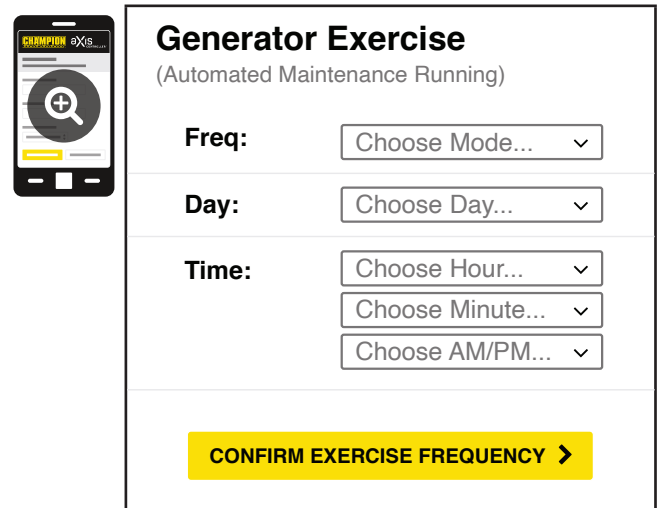 CHAMPION aXis
CONTROLLER
Generator Exercise
(Automated Maintenance Running)
Freq:
Choose Mode...
Day:
Choose Day...
Time:
Choose Hour...
Choose Minute...
Choose AM/PM...
CONFIRM EXERCISE FREQUENCY